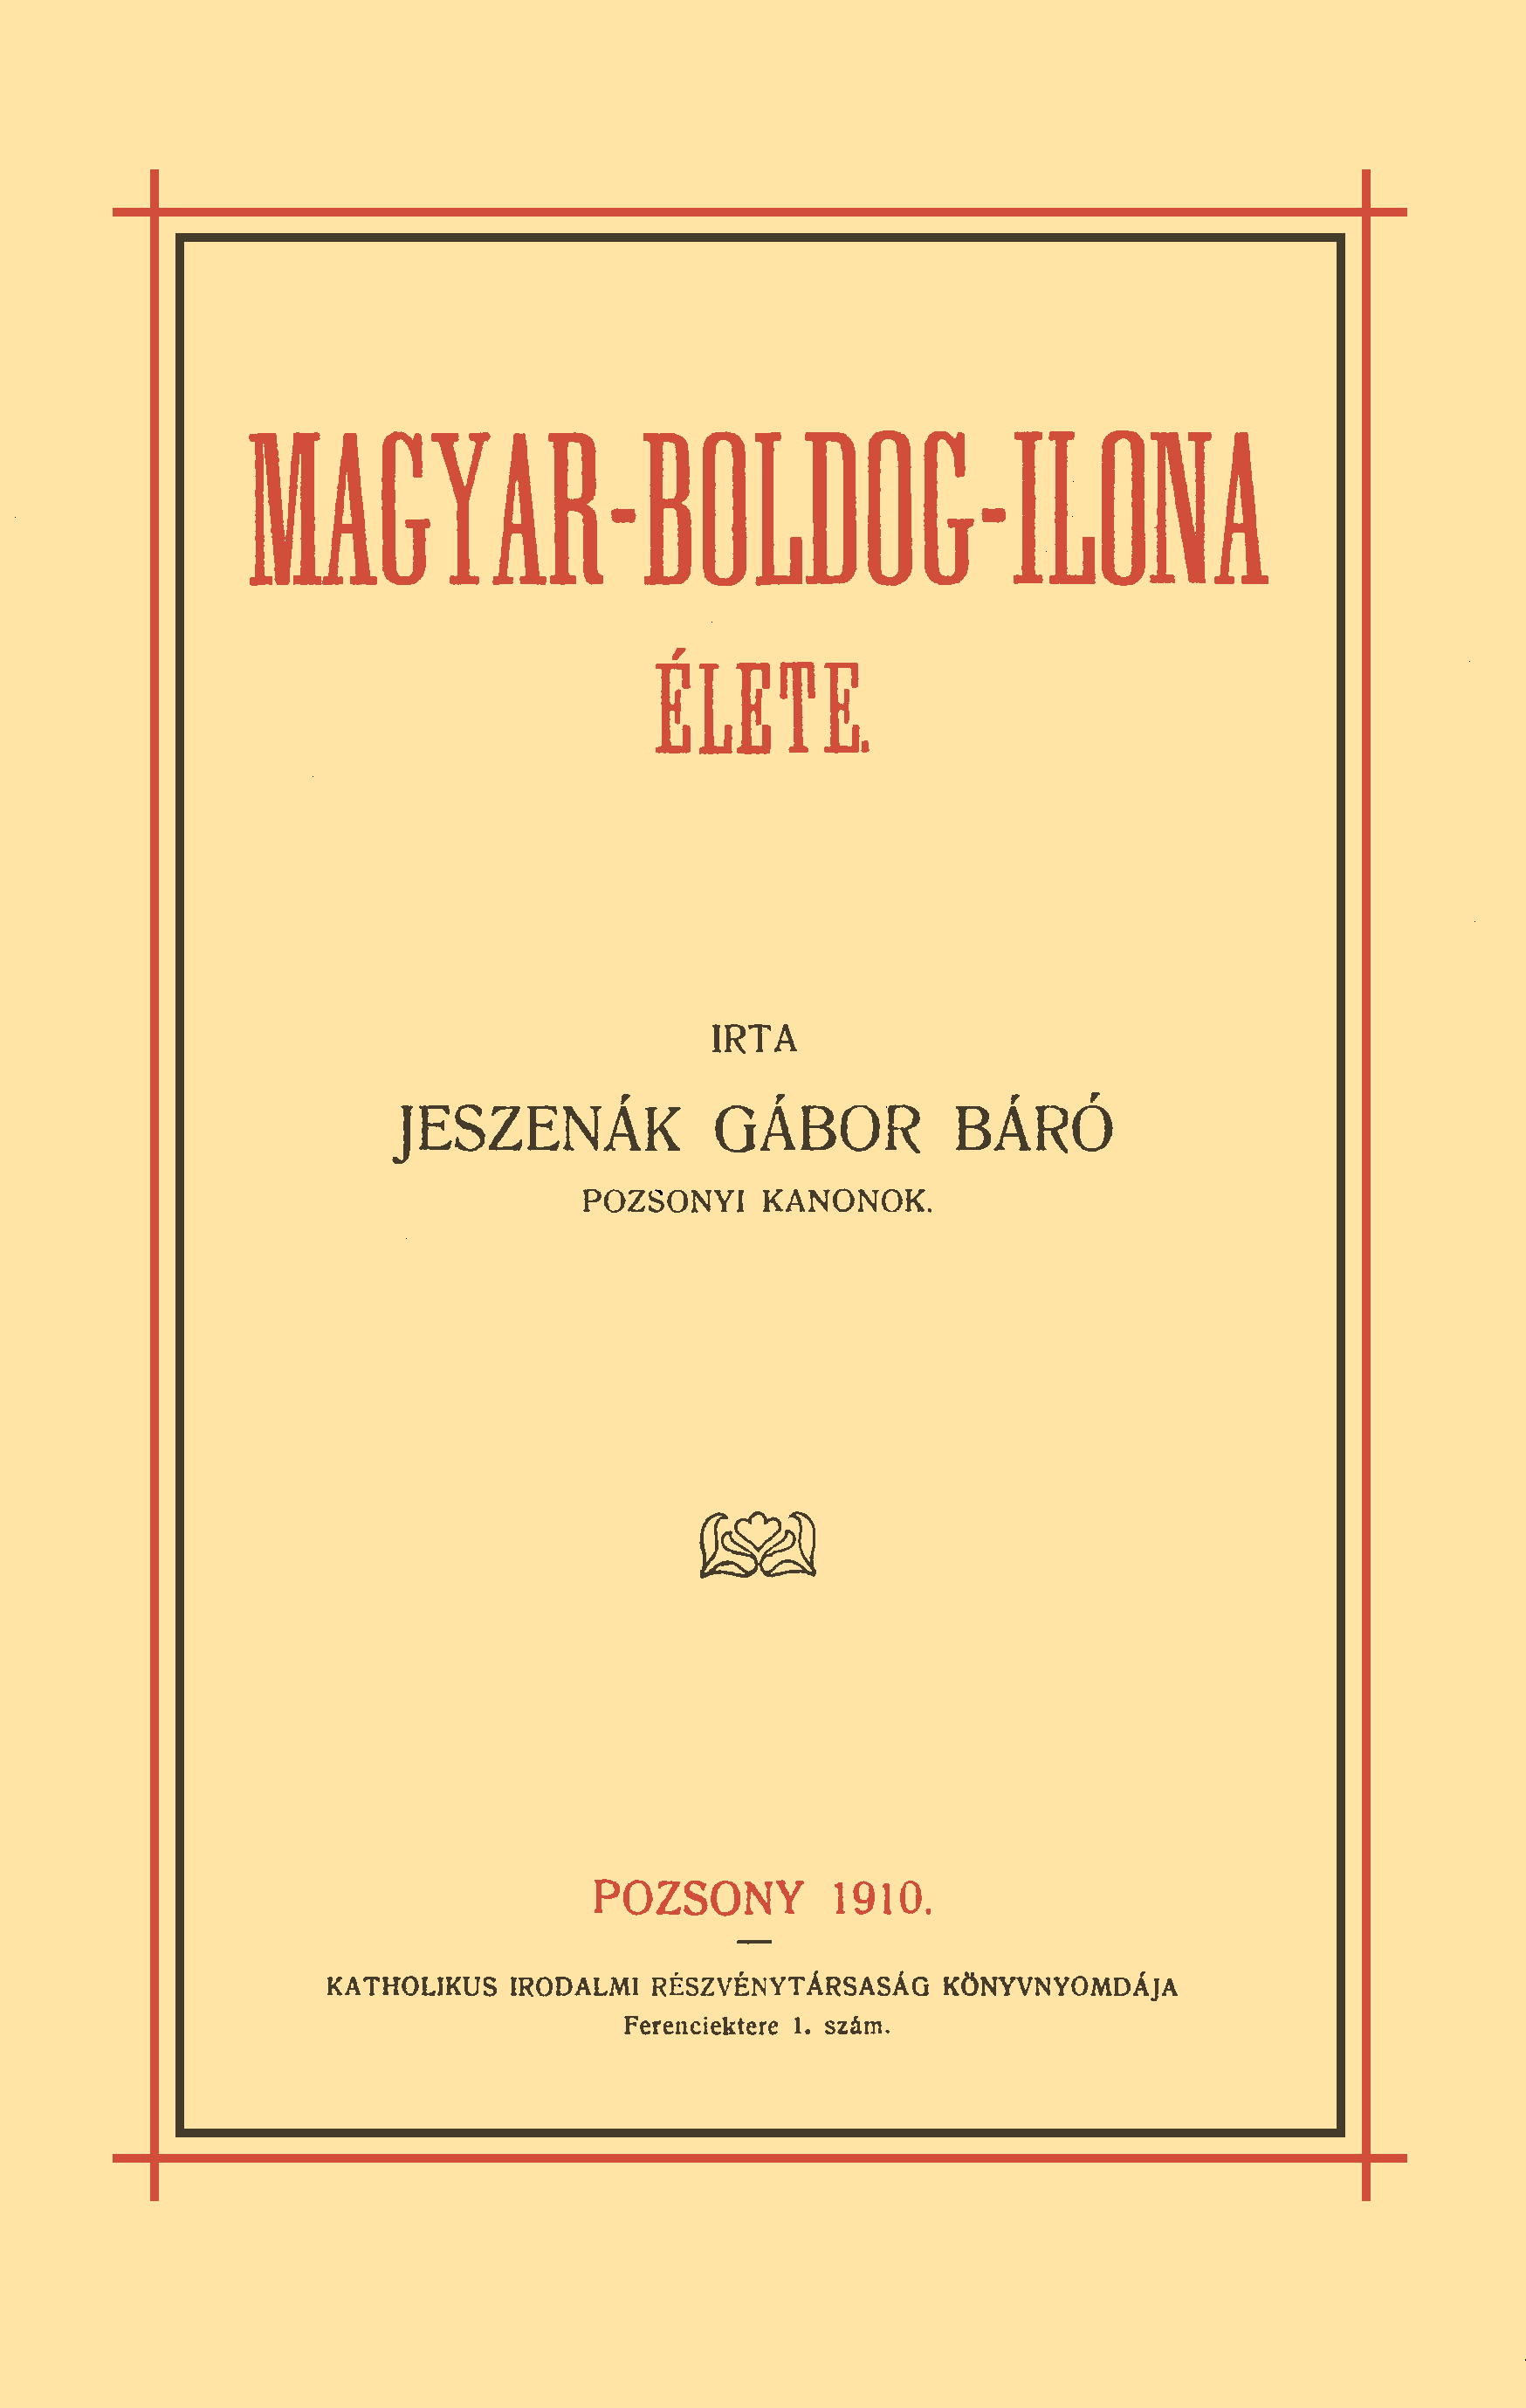 MAGYAR-BOLDOG-ILONA
ÉLETE.
IRTA
JESZENÁK GÁBOR BÁRÓ
POZSONYI KANONOK.
POZSONY 1910.
KATHOLIKUS IRODALMI RÉSZVÉNYTÁRSASÁG KÖNYVNYOMDÁJA
Ferenciektere 1. szám.